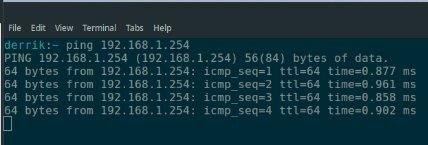 File Edit View Terminal Tabs Help
derrik:~ ping 192.168.1.254
PING 192.168.1.254 (192.168.1.254) 56(84) bytes of data.
64 bytes from 192.168.1.254: icmp_seq=1 ttl=64 time=0.877 ms
64 bytes from 192.168.1.254: icmp_seq=2 ttl=64 time=0.961 ms
64 bytes from 192.168.1.254: icmp_seq=3 ttl=64 time=0.858 ms
64 bytes from 192.168.1.254: icmp_seq=4 ttl=64 time=0.902 ms